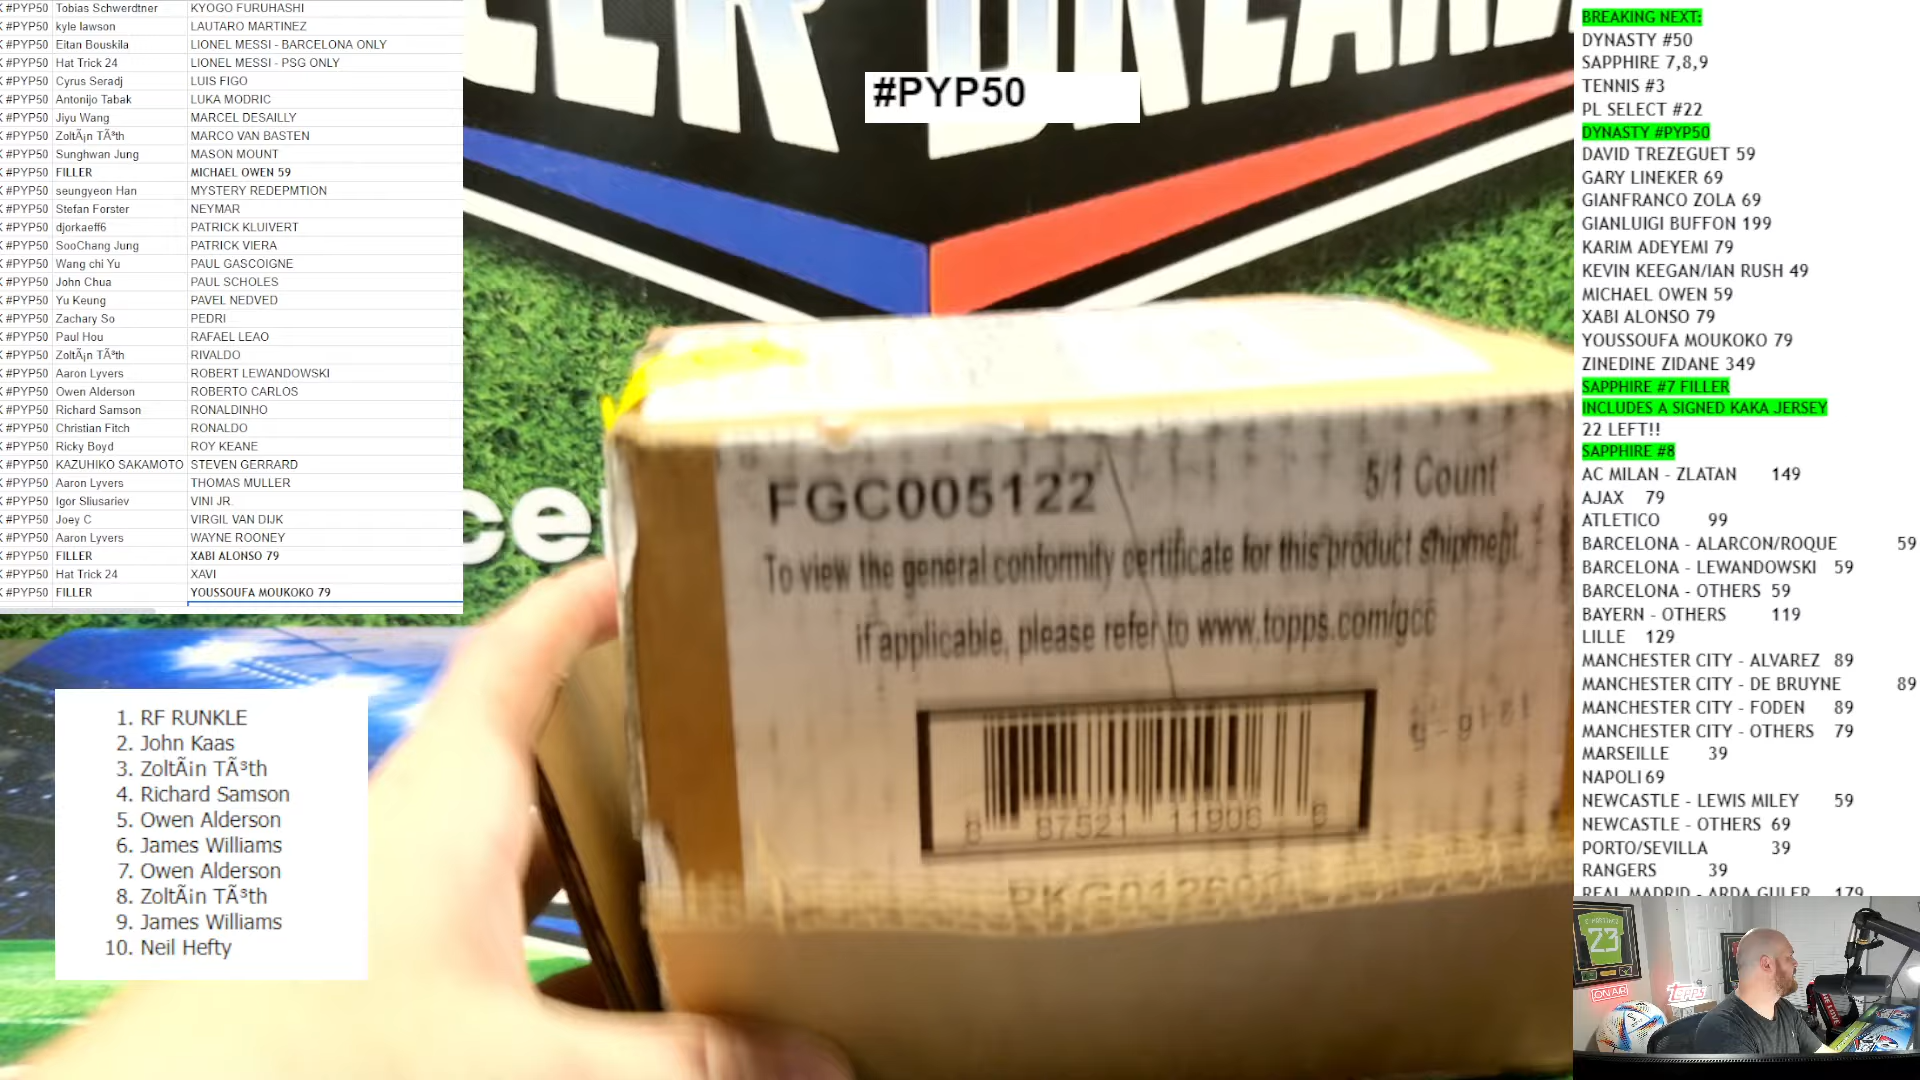 #PYP50 Tobias Schwerdtner KYOGO FURUHASHI
#PYP50 kyle lawson LAUTARO MARTINEZ
#PYP50 Eitan Bouskila LIONEL MESSI - BARCELONA ONLY
#PYP50 Hat Trick 24 LIONEL MESSI - PSG ONLY
#PYP50 Cyrus Seradj LUIS FIGO
#PYP50 Antonijo Tabak LUKA MODRIC
#PYP50 Jiyu Wang MARCEL DESAILLY
#PYP50 ZoltÃ¡n TÃ³th MARCO VAN BASTEN
#PYP50 Sunghwan Jung MASON MOUNT
#PYP50 FILLER MICHAEL OWEN 59
#PYP50 seungyeon Han MYSTERY REDEPMTION
#PYP50 Stefan Forster NEYMAR
#PYP50 djorkaeff6 PATRICK KLUIVERT
#PYP50 SooChang Jung PATRICK VIERA
#PYP50 Wang chi Yu PAUL GASCOIGNE
#PYP50 John Chua PAUL SCHOLES
#PYP50 Yu Keung PAVEL NEDVED
#PYP50 Zachary So PEDRI
#PYP50 Paul Hou RAFAEL LEAO
#PYP50 ZoltÃ¡n TÃ³th RIVALDO
#PYP50 Aaron Lyvers ROBERT LEWANDOWSKI
#PYP50 Owen Alderson ROBERTO CARLOS
#PYP50 Richard Samson RONALDINHO
#PYP50 Christian Fitch RONALDO
#PYP50 Ricky Boyd ROY KEANE
#PYP50 KAZUHIKO SAKAMOTO STEVEN GERRARD
#PYP50 Aaron Lyvers THOMAS MULLER
#PYP50 Igor Sliusariev VINI JR.
#PYP50 Joey C VIRGIL VAN DIJK
#PYP50 Aaron Lyvers WAYNE ROONEY
#PYP50 FILLER XABI ALONSO 79
#PYP50 Hat Trick 24 XAVI
#PYP50 FILLER YOUSSOUFA MOUKOKO 79
1. RF RUNKLE
2. John Kaas
3. ZoltÃ¡n TÃ³th
4. Richard Samson
5. Owen Alderson
6. James Williams
7. Owen Alderson
8. ZoltÃ¡n TÃ³th
9. James Williams
10. Neil Hefty
#PYP50
FGC005122 5/1 Count
To view the general conformity certificate for this product shipment
if applicable, please refer to www.topps.com/gcc
8 87521 11906 6
BREAKING NEXT:
DYNASTY #50
SAPPHIRE 7,8,9
TENNIS #3
PL SELECT #22
DYNASTY #PYP50
DAVID TREZEGUET 59
GARY LINEKER 69
GIANFRANCO ZOLA 69
GIANLUIGI BUFFON 199
KARIM ADEYEMI 79
KEVIN KEEGAN/IAN RUSH 49
MICHAEL OWEN 59
XABI ALONSO 79
YOUSSOUFA MOUKOKO 79
ZINEDINE ZIDANE 349
SAPPHIRE #7 FILLER
INCLUDES A SIGNED KAKA JERSEY
22 LEFT!!
SAPPHIRE #8
AC MILAN - ZLATAN 149
AJAX 79
ATLETICO 99
BARCELONA - ALARCON/ROQUE 59
BARCELONA - LEWANDOWSKI 59
BARCELONA - OTHERS 59
BAYERN - OTHERS 119
LILLE 129
MANCHESTER CITY - ALVAREZ 89
MANCHESTER CITY - DE BRUYNE 89
MANCHESTER CITY - FODEN 89
MANCHESTER CITY - OTHERS 79
MARSEILLE 39
NAPOLI 69
NEWCASTLE - LEWIS MILEY 59
NEWCASTLE - OTHERS 69
PORTO/SEVILLA 39
RANGERS 39
REAL MADRID - ARDA GULER 179
23
ON AIR
topps